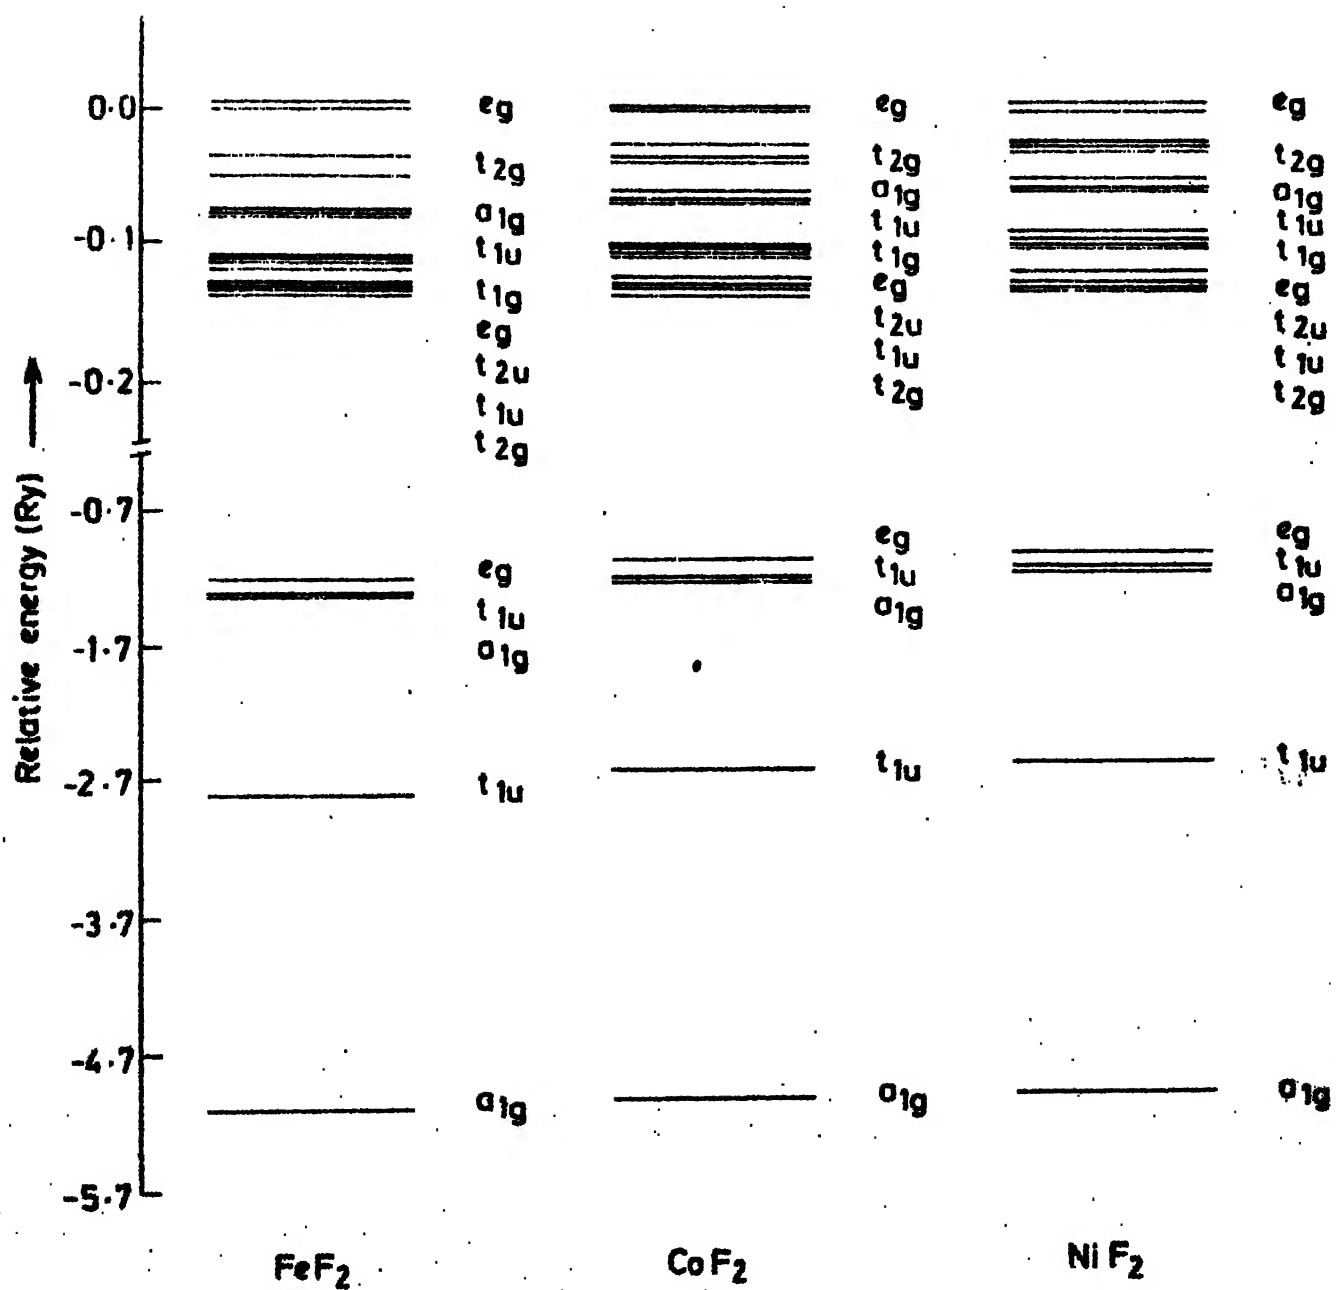 0.0
-0.1
-0.2
-0.7
-1.7
-2.7
-3.7
-4.7
-5.7
Relative energy (Ry)
eg
t2g
a1g
t1u
t1g
eg
t2u
t1u
t2g
eg
t1u
a1g
t1u
a1g
FeF2
eg
t2g
a1g
t1u
t1g
eg
t2u
t1u
t2g
eg
t1u
a1g
t1u
a1g
CoF2
eg
t2g
a1g
t1u
t1g
eg
t2u
t1u
t2g
eg
t1u
a1g
t1u
a1g
NiF2